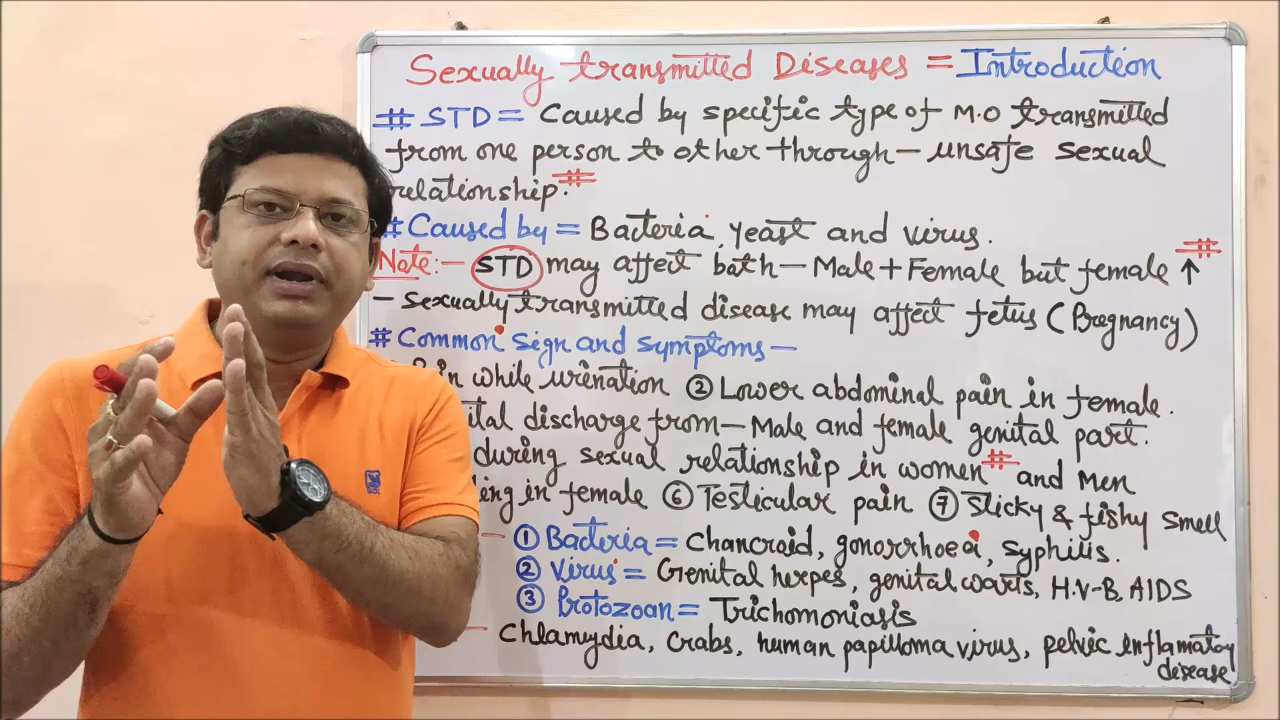 Sexually transmitted Diseases = Introduction
# STD = Caused by specific type of M.O transmitted
from one person to other through - unsafe sexual
relationship. #
# Caused by = Bacteria, yeast and virus.
Note:- STD may affect both - Male + Female but female ↑ #
- sexually transmitted disease may affect fetus (Pregnancy)
# Common sign and symptoms -
in while urination ② Lower abdominal pain in female.
ital discharge from - Male and female genital part.
during sexual relationship in women # and Men
ing in female ⑥ Testicular pain ⑦ Sticky & fishy smell
- ① Bacteria = Chancroid, gonorrhoea, syphilis.
② Virus = Genital herpes, genital warts, H.V-B, AIDS
③ Protozoan = Trichomoniasis
- Chlamydia, Crabs, human papilloma virus, pelvic inflamatory
disease